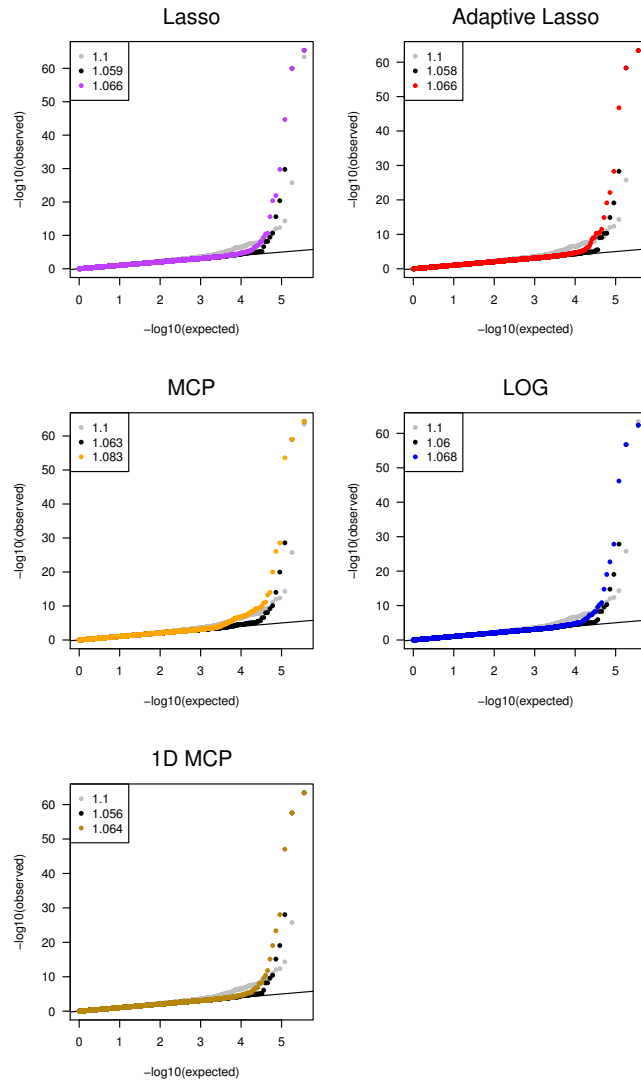 Lasso
1.1
1.059
1.066
60
50
40
30
20
10
0
−log10(observed)
0 1 2 3 4 5
−log10(expected)
Adaptive Lasso
1.1
1.058
1.066
60
50
40
30
20
10
0
−log10(observed)
0 1 2 3 4 5
−log10(expected)
MCP
1.1
1.063
1.083
60
50
40
30
20
10
0
−log10(observed)
0 1 2 3 4 5
−log10(expected)
LOG
1.1
1.06
1.068
60
50
40
30
20
10
0
−log10(observed)
0 1 2 3 4 5
−log10(expected)
1D MCP
1.1
1.056
1.064
60
50
40
30
20
10
0
−log10(observed)
0 1 2 3 4 5
−log10(expected)